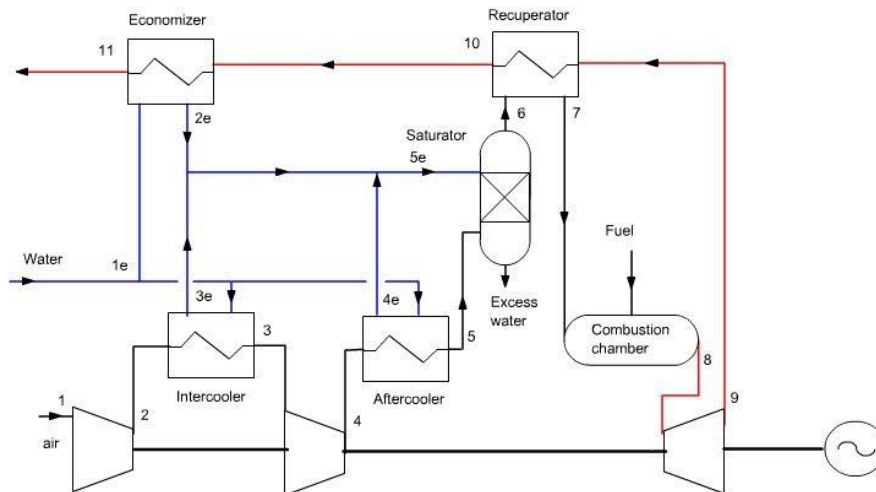 Economizer
Recuperator
11
10
2e
6
7
Saturator
5e
Fuel
Water
1e
3e
4e
Excess
water
Combustion
chamber
3
5
8
1
2
Intercooler
4
Aftercooler
9
air